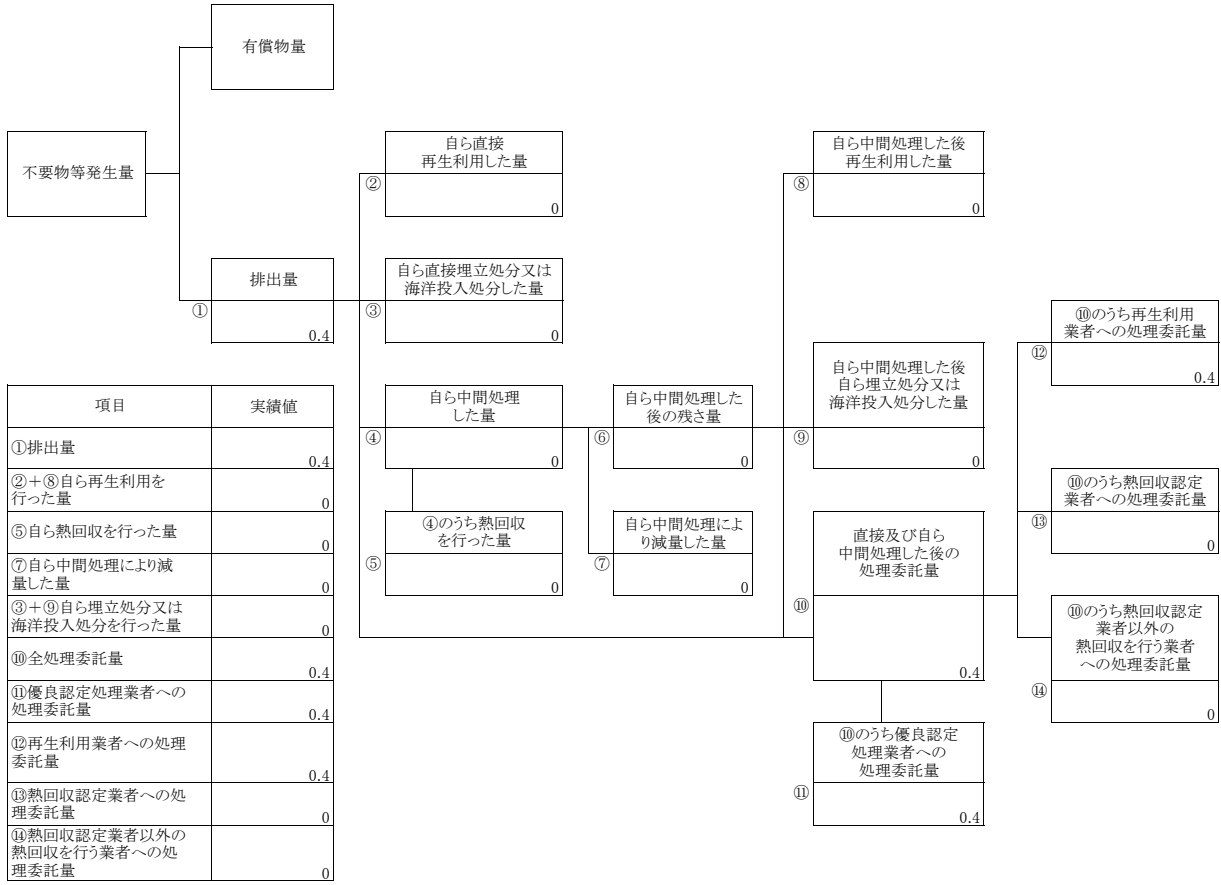 有償物量
不要物等発生量
自ら直接
再生利用した量
②
0
自ら中間処理した後
再生利用した量
⑧
0
排出量
①
0.4
自ら直接埋立処分又は
海洋投入処分した量
③
0
⑩のうち再生利用
業者への処理委託量
⑫
0.4
自ら中間処理した後
自ら埋立処分又は
海洋投入処分した量
⑨
0
自ら中間処理
した量
④
0
自ら中間処理した
後の残さ量
⑥
0
⑩のうち熱回収認定
業者への処理委託量
⑬
0
④のうち熱回収
を行った量
⑤
0
自ら中間処理によ
り減量した量
⑦
0
直接及び自ら
中間処理した後の
処理委託量
⑩
0.4
⑩のうち熱回収認定
業者以外の
熱回収を行う業者
への処理委託量
⑭
0
⑩のうち優良認定
処理業者への
処理委託量
⑪
0.4
項目 実績値
①排出量
0.4
②+⑧自ら再生利用を
行った量
0
⑤自ら熱回収を行った量
0
⑦自ら中間処理により減
量した量
0
③+⑨自ら埋立処分又は
海洋投入処分を行った量
0
⑩全処理委託量
0.4
⑪優良認定処理業者への
処理委託量
0.4
⑫再生利用業者への処理
委託量
0.4
⑬熱回収認定業者への処
理委託量
0
⑭熱回収認定業者以外の
熱回収を行う業者への処
理委託量
0